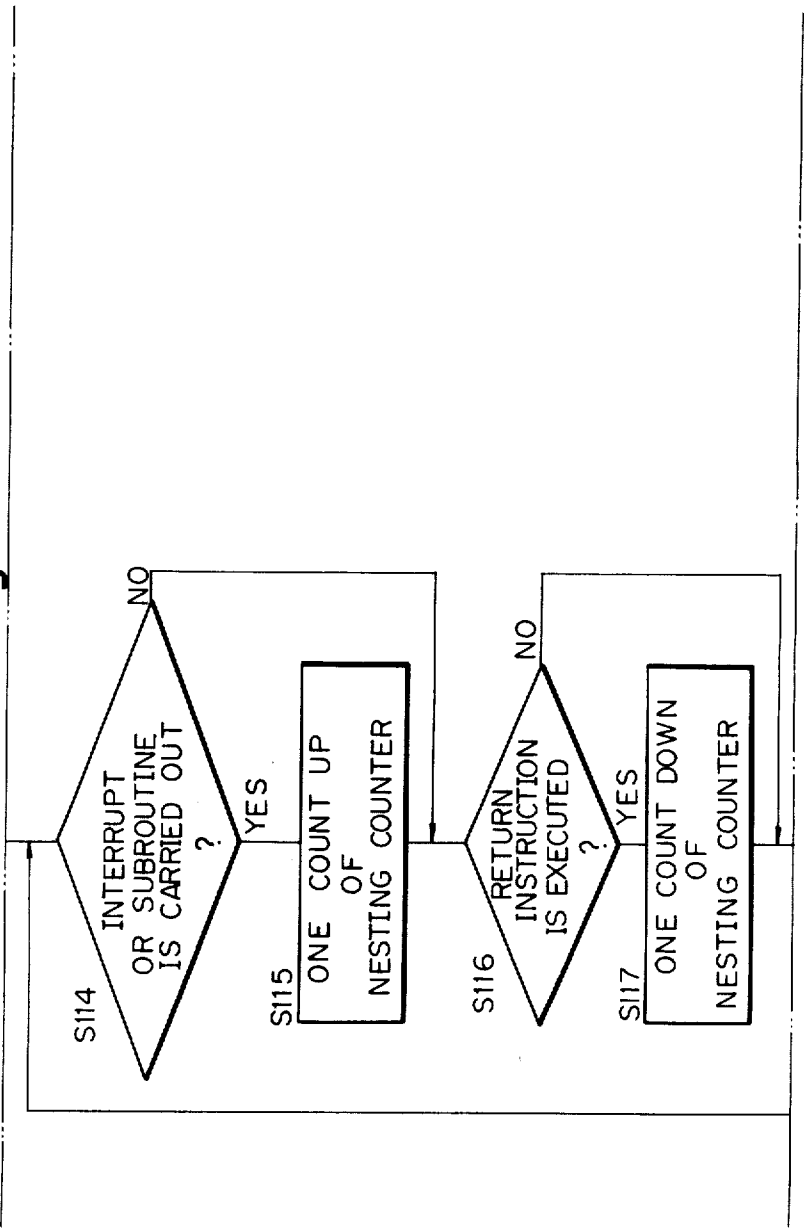 S114
INTERRUPT
OR SUBROUTINE
IS CARRIED OUT
?
NO
YES
S115
ONE COUNT UP
OF
NESTING COUNTER
S116
RETURN
INSTRUCTION
IS EXECUTED
?
NO
YES
S117
ONE COUNT DOWN
OF
NESTING COUNTER